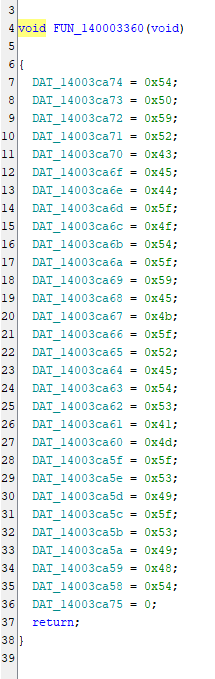 3
4 void FUN_140003360(void)
5
6 {
7 DAT_14003ca74 = 0x54;
8 DAT_14003ca73 = 0x50;
9 DAT_14003ca72 = 0x59;
10 DAT_14003ca71 = 0x52;
11 DAT_14003ca70 = 0x43;
12 DAT_14003ca6f = 0x45;
13 DAT_14003ca6e = 0x44;
14 DAT_14003ca6d = 0x5f;
15 DAT_14003ca6c = 0x4f;
16 DAT_14003ca6b = 0x54;
17 DAT_14003ca6a = 0x5f;
18 DAT_14003ca69 = 0x59;
19 DAT_14003ca68 = 0x45;
20 DAT_14003ca67 = 0x4b;
21 DAT_14003ca66 = 0x5f;
22 DAT_14003ca65 = 0x52;
23 DAT_14003ca64 = 0x45;
24 DAT_14003ca63 = 0x54;
25 DAT_14003ca62 = 0x53;
26 DAT_14003ca61 = 0x41;
27 DAT_14003ca60 = 0x4d;
28 DAT_14003ca5f = 0x5f;
29 DAT_14003ca5e = 0x53;
30 DAT_14003ca5d = 0x49;
31 DAT_14003ca5c = 0x5f;
32 DAT_14003ca5b = 0x53;
33 DAT_14003ca5a = 0x49;
34 DAT_14003ca59 = 0x48;
35 DAT_14003ca58 = 0x54;
36 DAT_14003ca75 = 0;
37 return;
38 }
39